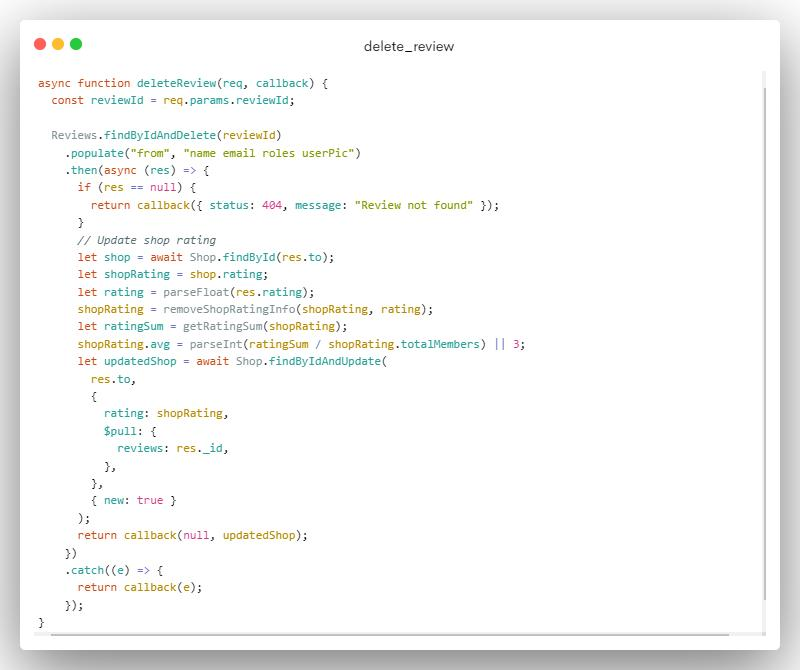 delete_review
async function deleteReview(req, callback) {
  const reviewId = req.params.reviewId;

  Reviews.findByIdAndDelete(reviewId)
    .populate("from", "name email roles userPic")
    .then(async (res) => {
      if (res == null) {
        return callback({ status: 404, message: "Review not found" });
      }
      // Update shop rating
      let shop = await Shop.findById(res.to);
      let shopRating = shop.rating;
      let rating = parseFloat(res.rating);
      shopRating = removeShopRatingInfo(shopRating, rating);
      let ratingSum = getRatingSum(shopRating);
      shopRating.avg = parseInt(ratingSum / shopRating.totalMembers) || 3;
      let updatedShop = await Shop.findByIdAndUpdate(
        res.to,
        {
          rating: shopRating,
          $pull: {
            reviews: res._id,
          },
        },
        { new: true }
      );
      return callback(null, updatedShop);
    })
    .catch((e) => {
      return callback(e);
    });
}